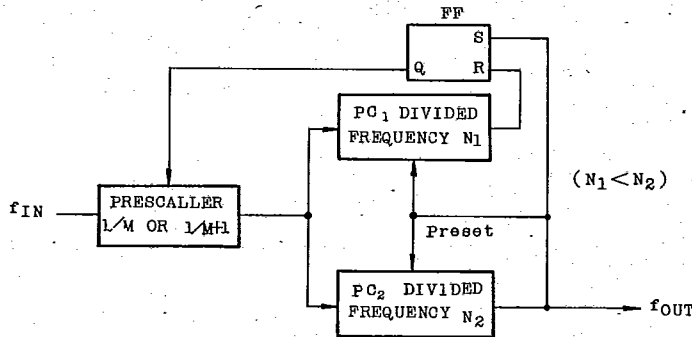 FF
S
Q R
PC₁ DIVIDED
FREQUENCY N1
(N₁<N₂)
PRESCALLER
1/M OR 1/M+1
fIN
Preset
PC₂ DIVIDED
FREQUENCY N₂
fOUT